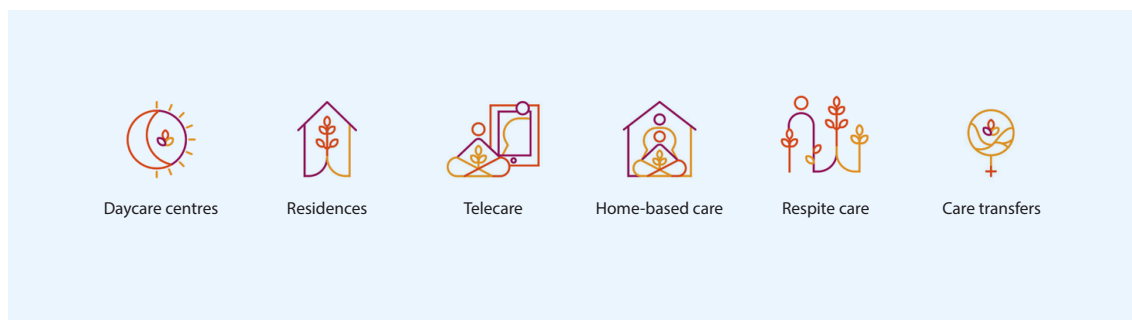 Daycare centres
Residences
Telecare
Home-based care
Respite care
Care transfers